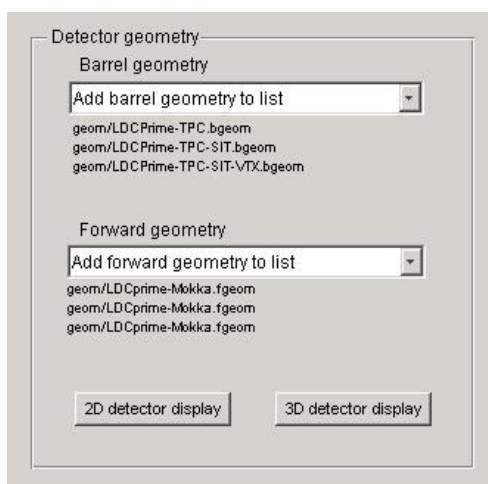 Detector geometry
Barrel geometry
Add barrel geometry to list
geom/LDCPrime-TPC.bgeom
geom/LDCPrime-TPC-SIT.bgeom
geom/LDCPrime-TPC-SIT-VTX.bgeom
Forward geometry
Add forward geometry to list
geom/LDCprime-Mokka.fgeom
geom/LDCprime-Mokka.fgeom
geom/LDCprime-Mokka.fgeom
2D detector display 3D detector display